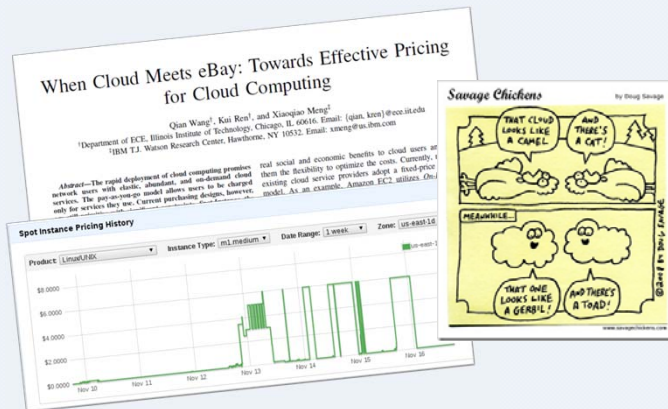 When Cloud Meets eBay: Towards Effective Pricing
for Cloud Computing
Qian Wang†, Kui Ren†, and Xiaoqiao Meng‡
†Department of ECE, Illinois Institute of Technology, Chicago, IL 60616. Email: {qian, kren}@ece.iit.edu
‡IBM T.J. Watson Research Center, Hawthorne, NY 10532. Email: xmeng@us.ibm.com
Abstract—The rapid deployment of cloud computing promises
network users with elastic, abundant, and on-demand cloud
services. The pay-as-you-go model allows users to be charged
only for services they use. Current purchasing designs, however,
real social and economic benefits to cloud users an
them the flexibility to optimize the costs. Currently,
existing cloud service providers adopt a fixed-price
model. As an example, Amazon EC2 utilizes On-
Spot Instance Pricing History
Product: Linux/UNIX Instance Type: m1.medium Date Range: 1 week Zone: us-east-1d
us-east-1
$8.0000
$6.0000
$4.0000
$2.0000
$0.0000
Nov 10 Nov 11 Nov 12 Nov 13 Nov 14 Nov 15 Nov 16
Savage Chickens by Doug Savage
THAT CLOUD
LOOKS LIKE
A CAMEL
AND
THERE'S
A CAT!
MEANWHILE...
THAT ONE
LOOKS LIKE
A GERBIL!
AND THERE'S
A TOAD!
©2008 BY DOUG SAVAGE
www.savagechickens.com